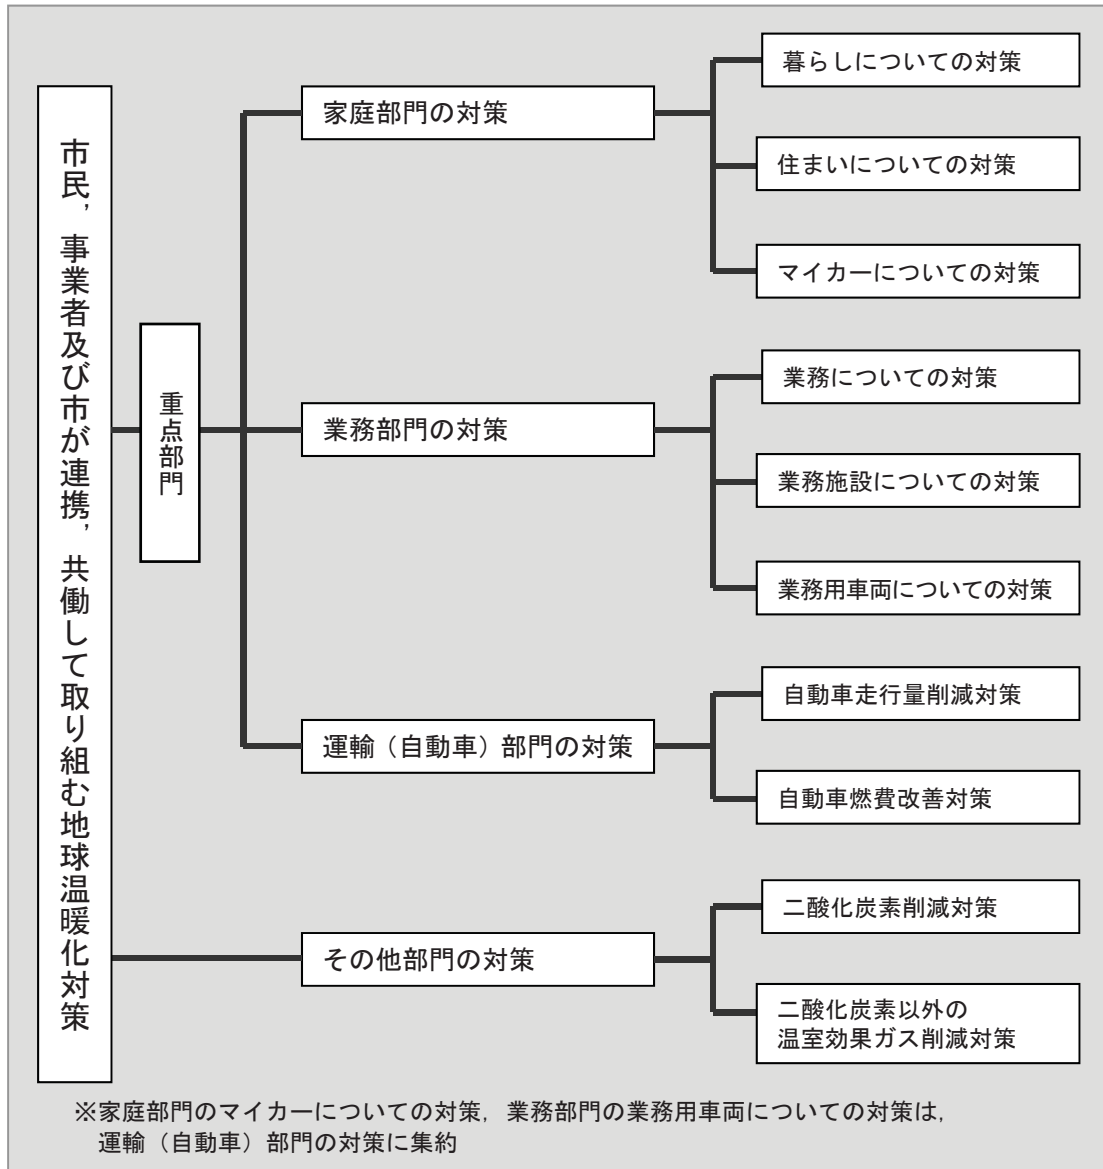 市民，事業者及び市が連携，共働して取り組む地球温暖化対策
重点部門
家庭部門の対策
暮らしについての対策
住まいについての対策
マイカーについての対策
業務部門の対策
業務についての対策
業務施設についての対策
業務用車両についての対策
運輸（自動車）部門の対策
自動車走行量削減対策
自動車燃費改善対策
その他部門の対策
二酸化炭素削減対策
二酸化炭素以外の
温室効果ガス削減対策
※家庭部門のマイカーについての対策，業務部門の業務用車両についての対策は，
運輸（自動車）部門の対策に集約